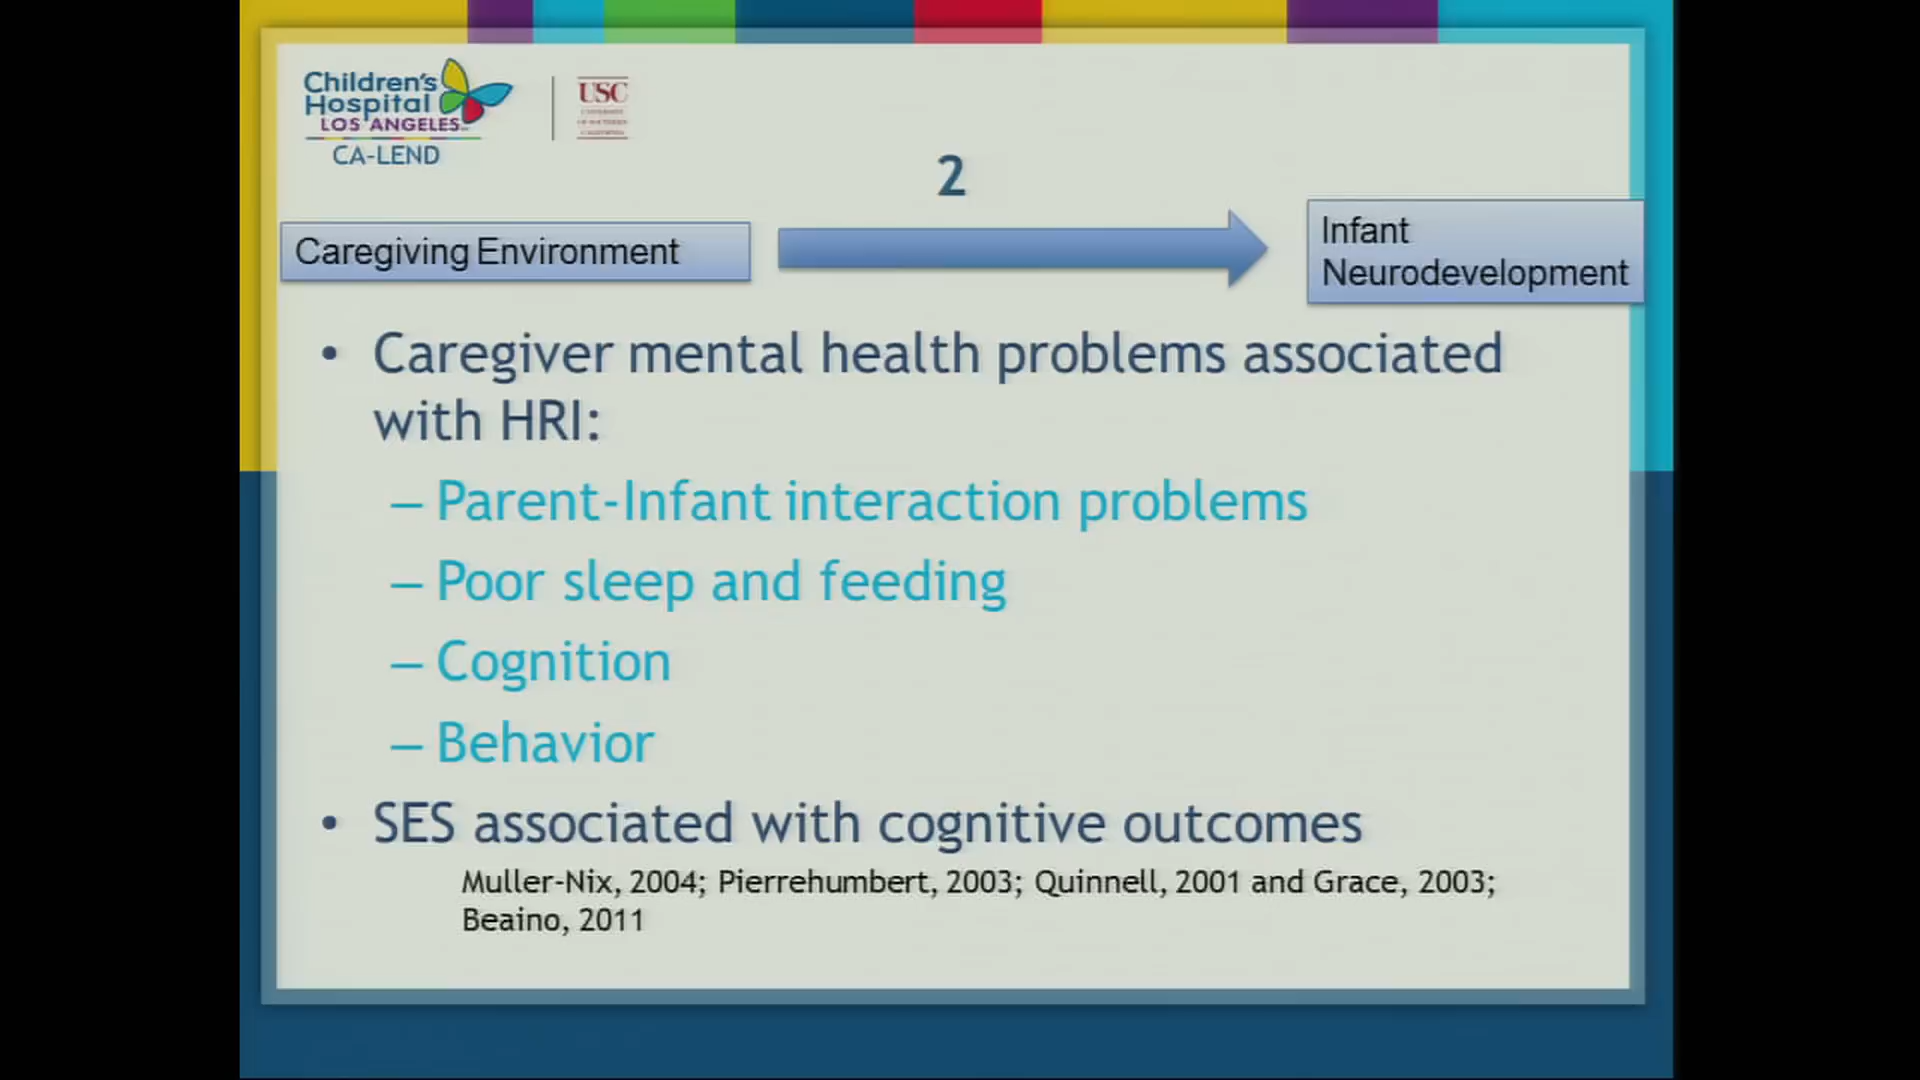 Children's
Hospital
LOS ANGELES
CA-LEND
USC
2
Caregiving Environment
Infant
Neurodevelopment
• Caregiver mental health problems associated
with HRI:
– Parent-Infant interaction problems
– Poor sleep and feeding
– Cognition
– Behavior
• SES associated with cognitive outcomes
Muller-Nix, 2004; Pierrehumbert, 2003; Quinnell, 2001 and Grace, 2003;
Beaino, 2011